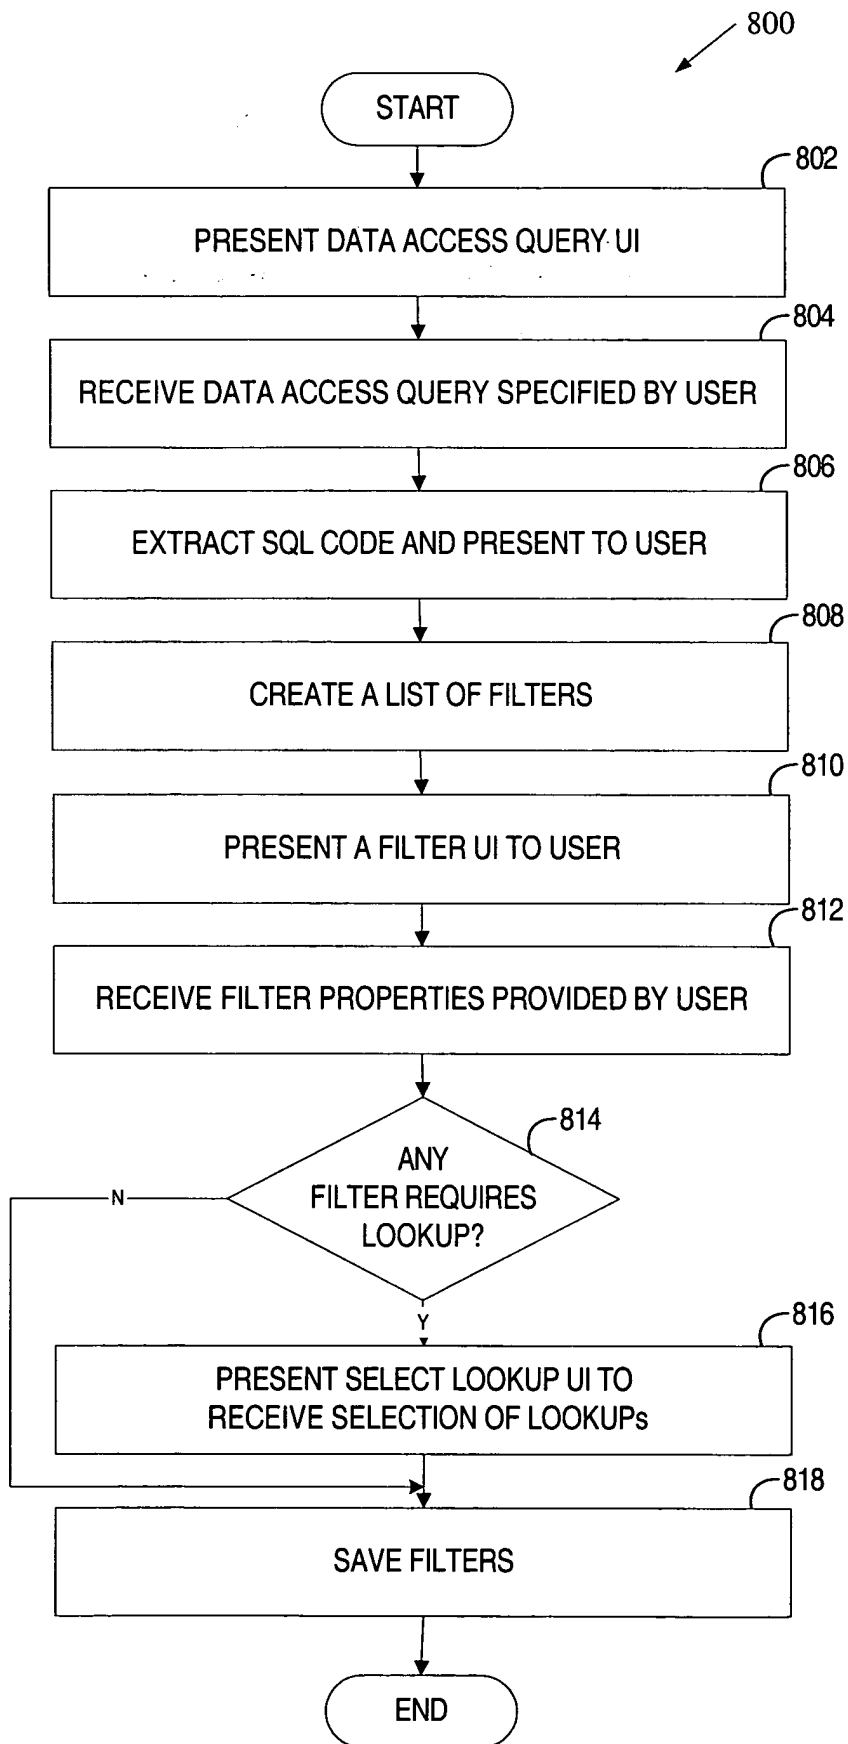 800
START
802
PRESENT DATA ACCESS QUERY UI
804
RECEIVE DATA ACCESS QUERY SPECIFIED BY USER
806
EXTRACT SQL CODE AND PRESENT TO USER
808
CREATE A LIST OF FILTERS
810
PRESENT A FILTER UI TO USER
812
RECEIVE FILTER PROPERTIES PROVIDED BY USER
814
ANY
FILTER REQUIRES
LOOKUP?
N
Y
816
PRESENT SELECT LOOKUP UI TO
RECEIVE SELECTION OF LOOKUPs
818
SAVE FILTERS
END